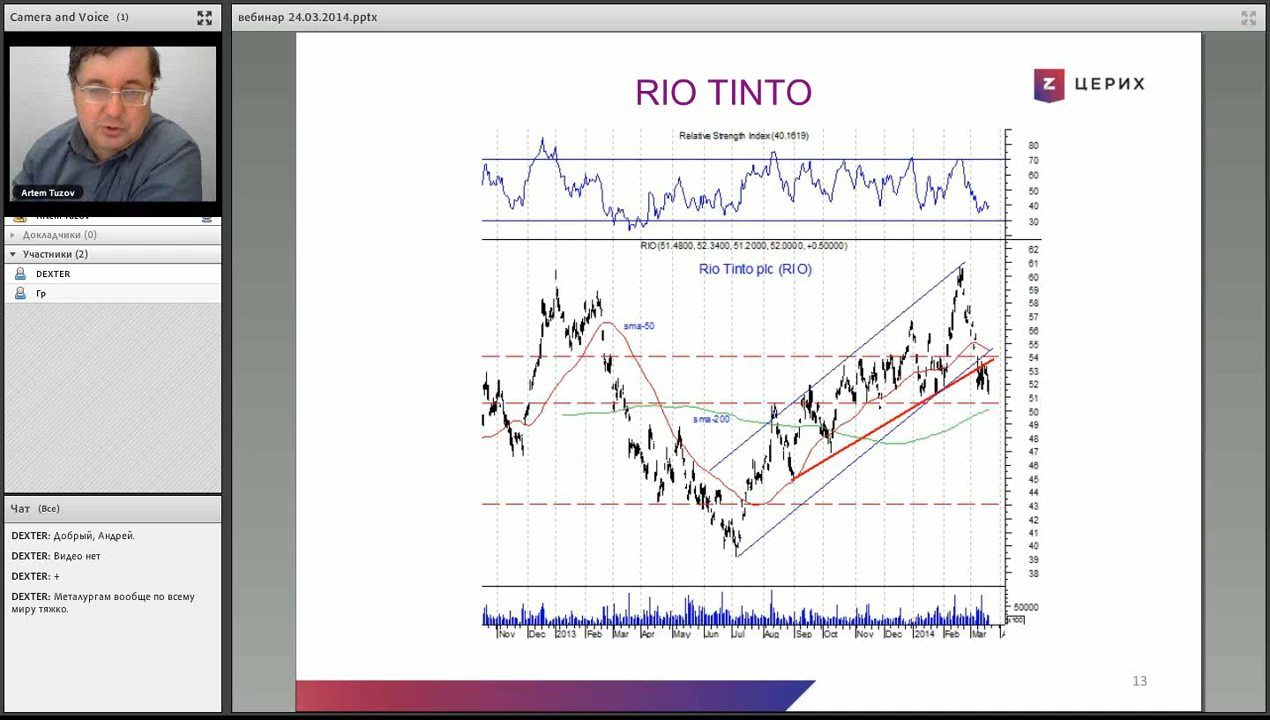 Camera and Voice (1)
вебинар 24.03.2014.pptx
Artem Tuzov
Artem Tuzov
Докладчики (0)
Участники (2)
DEXTER
Гр
Чат (Все)
DEXTER: Добрый, Андрей.
DEXTER: Видео нет
DEXTER: +
DEXTER: Металургам вообще по всему
миру тяжко.
RIO TINTO
Z ЦЕРИХ
Relative Strength Index (40.1619)
80
70
60
50
40
30
RIO (51.4800, 52.3400, 51.2000, 52.0000, +0.50000)
Rio Tinto plc (RIO)
sma-50
sma-200
62
61
60
59
58
57
56
55
54
53
52
51
50
49
48
47
46
45
44
43
42
41
40
39
38
50000
x100
Nov Dec 2013 Feb Mar Apr May Jun Jul Aug Sep Oct Nov Dec 2014 Feb Mar A
13